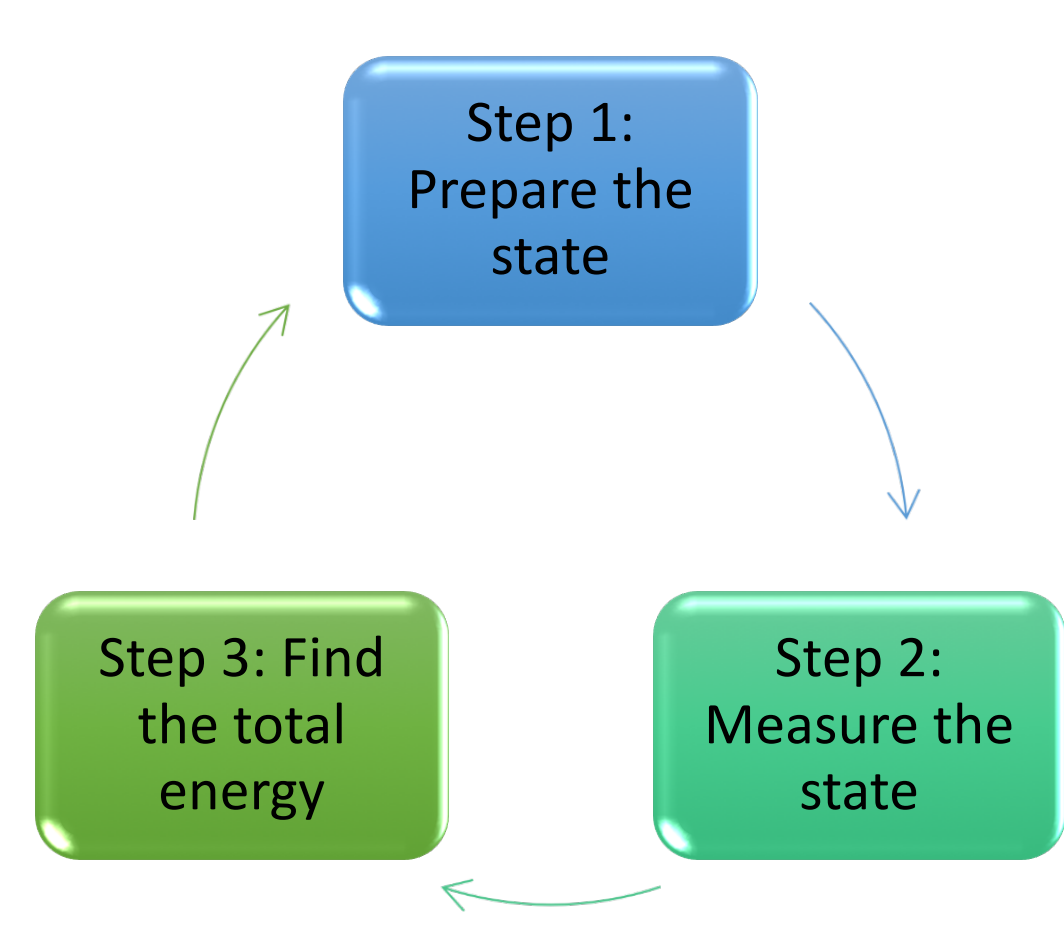 Step 1:
Prepare the
state
Step 2:
Measure the
state
Step 3: Find
the total
energy